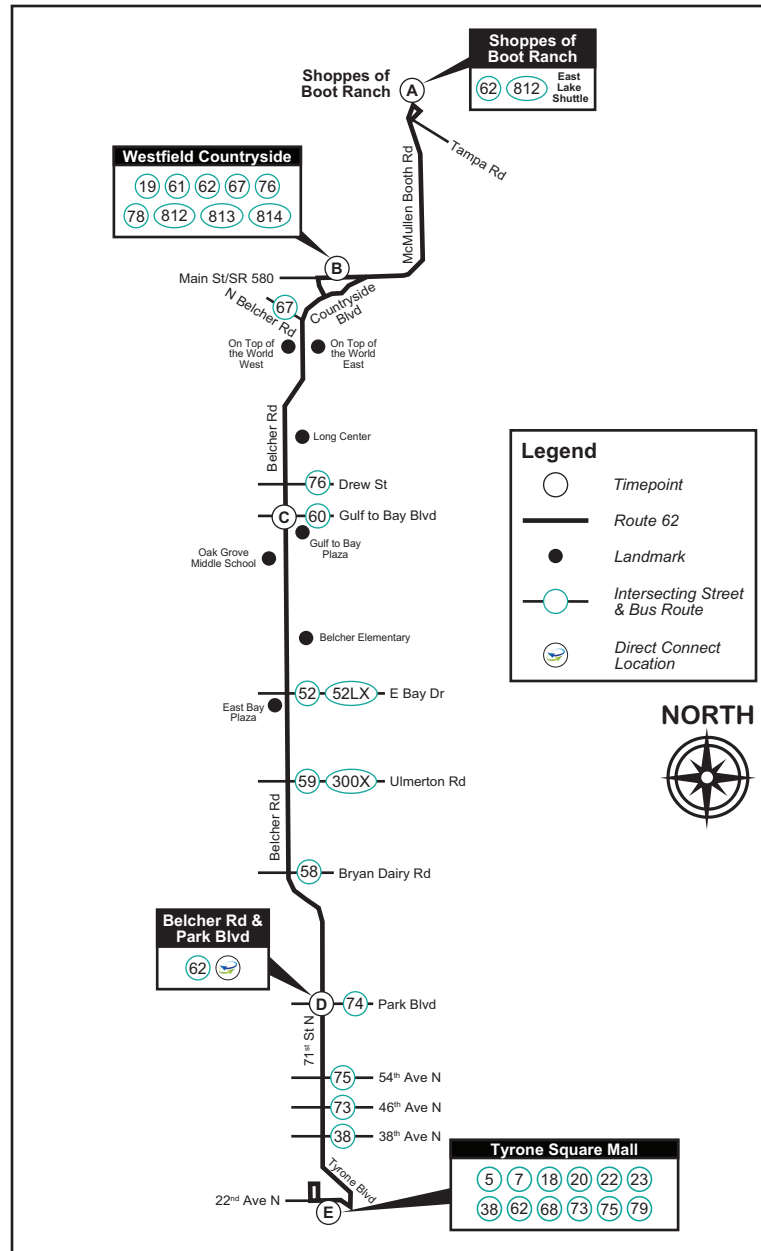 Shoppes of
Boot Ranch
62 812 East
Lake
Shuttle
Shoppes of
Boot Ranch
A
Tampa Rd
McMullen Booth Rd
Westfield Countryside
19 61 62 67 76
78 812 813 814
B
Main St/SR 580
Countryside
Blvd
N Belcher Rd
67
On Top of
the World
West
On Top of
the World
East
Belcher Rd
Long Center
76 Drew St
C 60 Gulf to Bay Blvd
Gulf to Bay
Plaza
Oak Grove
Middle School
Belcher Elementary
52 52LX E Bay Dr
East Bay
Plaza
59 300X Ulmerton Rd
Belcher Rd
58 Bryan Dairy Rd
Belcher Rd &
Park Blvd
62
D 74 Park Blvd
71st St N
75 54th Ave N
73 46th Ave N
38 38th Ave N
Tyrone Blvd
22nd Ave N
E
Tyrone Square Mall
5 7 18 20 22 23
38 62 68 73 75 79
Legend
Timepoint
Route 62
Landmark
Intersecting Street
& Bus Route
Direct Connect
Location
NORTH